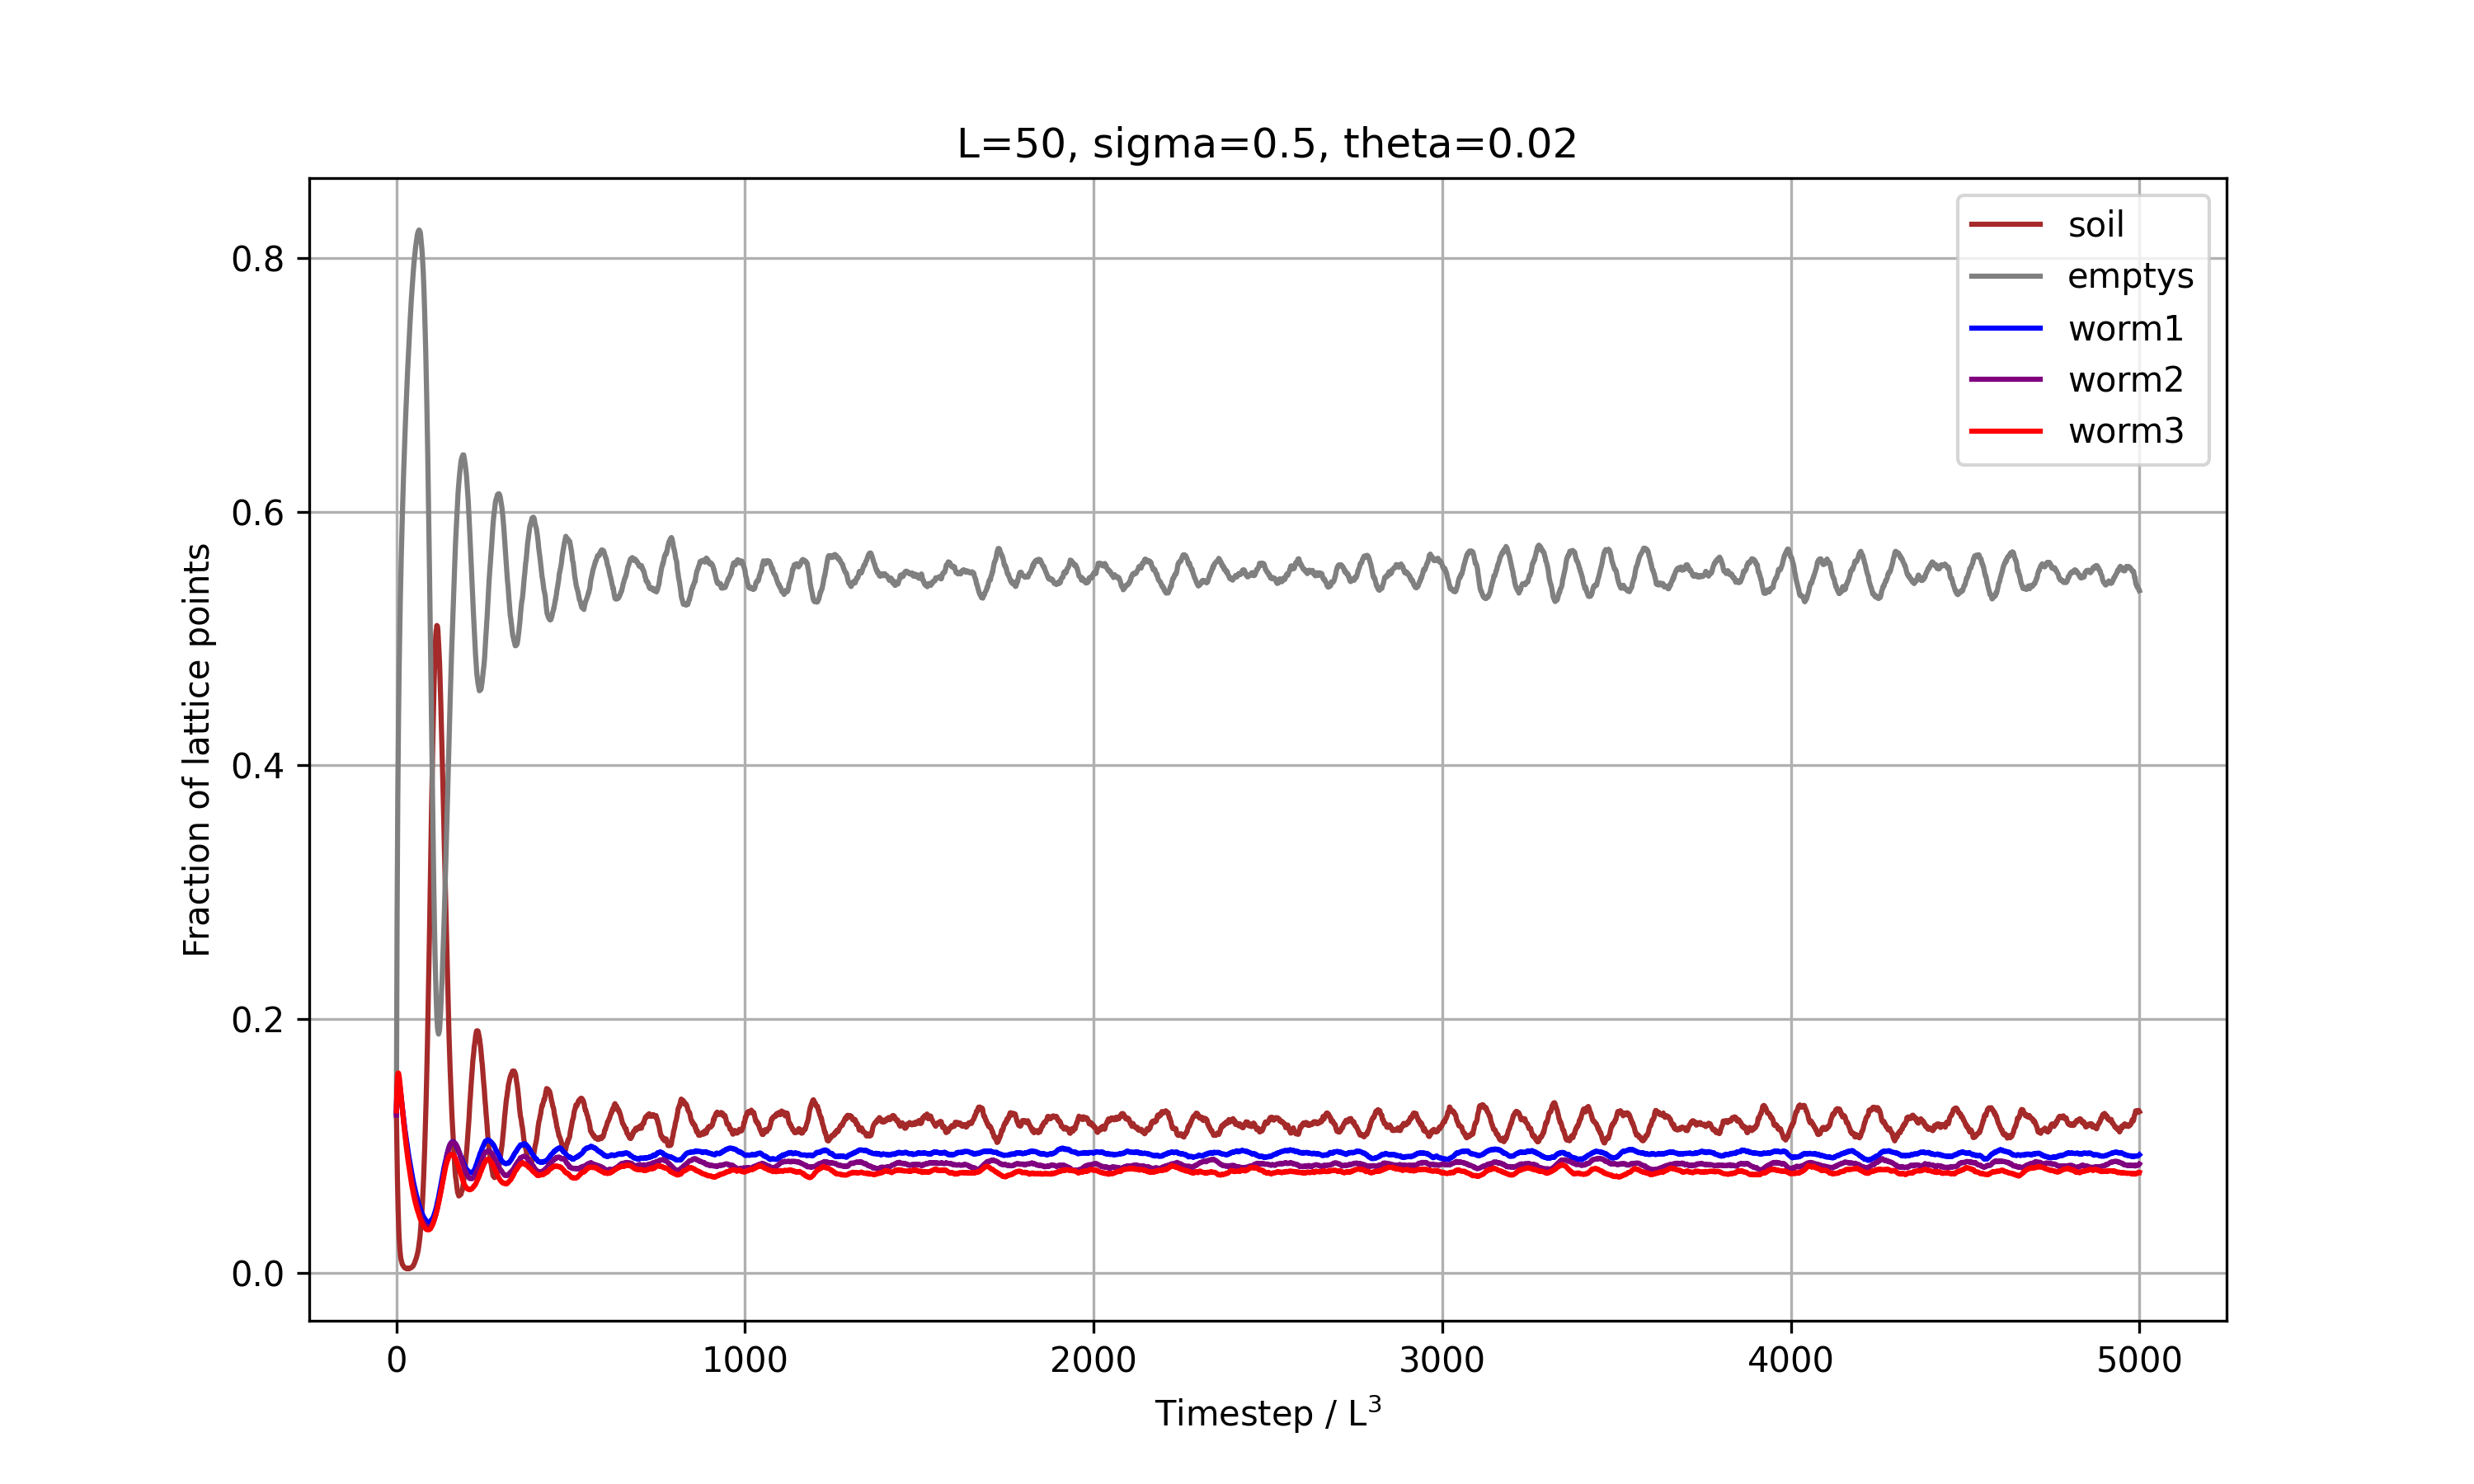 L=50, sigma=0.5, theta=0.02
soil
emptys
worm1
worm2
worm3
Fraction of lattice points
0.8
0.6
0.4
0.2
0.0
0 1000 2000 3000 4000 5000
Timestep / L³